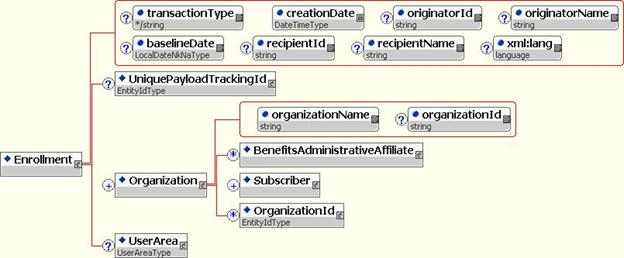 transactionType
*/string
creationDate
DateTimeType
originatorId
string
originatorName
string
baselineDate
LocalDateNkNaType
recipientId
string
recipientName
string
xml:lang
language
UniquePayloadTrackingId
EntityIdType
organizationName
string
organizationId
string
Enrollment
BenefitsAdministrativeAffiliate
Organization
Subscriber
OrganizationId
EntityIdType
UserArea
UserAreaType